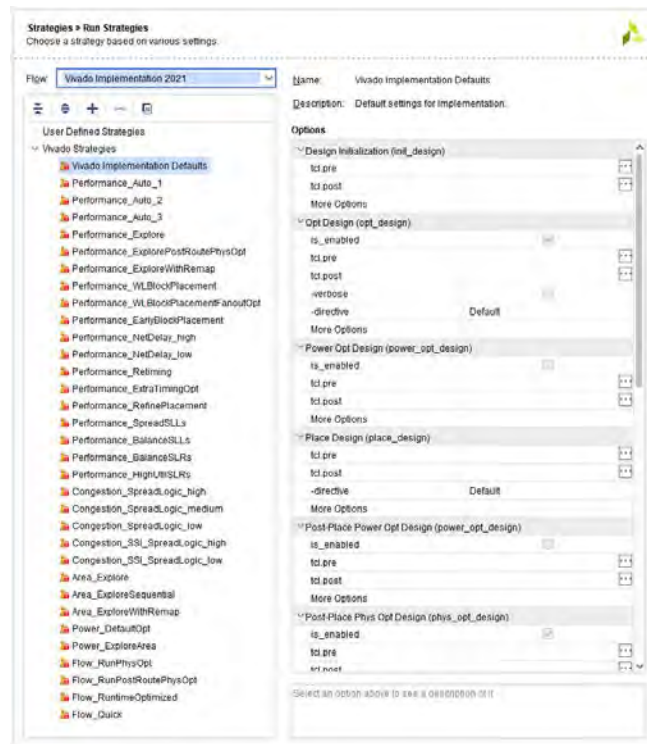 Strategies > Run Strategies
Choose a strategy based on various settings.
Flow: Vivado Implementation 2021
User Defined Strategies
Vivado Strategies
Vivado Implementation Defaults
Performance_Auto_1
Performance_Auto_2
Performance_Auto_3
Performance_Explore
Performance_ExplorePostRoutePhysOpt
Performance_ExploreWithRemap
Performance_WLBlockPlacement
Performance_WLBlockPlacementFanoutOpt
Performance_EarlyBlockPlacement
Performance_NetDelay_high
Performance_NetDelay_low
Performance_Retiming
Performance_ExtraTimingOpt
Performance_RefinePlacement
Performance_SpreadSLLs
Performance_BalanceSLLs
Performance_BalanceSLRs
Performance_HighUtilSLRs
Congestion_SpreadLogic_high
Congestion_SpreadLogic_medium
Congestion_SpreadLogic_low
Congestion_SSI_SpreadLogic_high
Congestion_SSI_SpreadLogic_low
Area_Explore
Area_ExploreSequential
Area_ExploreWithRemap
Power_DefaultOpt
Power_ExploreArea
Flow_RunPhysOpt
Flow_RunPostRoutePhysOpt
Flow_RuntimeOptimized
Flow_Quick
Name: Vivado Implementation Defaults
Description: Default settings for Implementation.
Options
Design Initialization (init_design)
tcl.pre
tcl.post
More Options
Opt Design (opt_design)
is_enabled
tcl.pre
tcl.post
-verbose
-directive Default
More Options
Power Opt Design (power_opt_design)
is_enabled
tcl.pre
tcl.post
More Options
Place Design (place_design)
tcl.pre
tcl.post
-directive Default
More Options
Post-Place Power Opt Design (power_opt_design)
is_enabled
tcl.pre
tcl.post
More Options
Post-Place Phys Opt Design (phys_opt_design)
is_enabled
tcl.pre
tcl.post
Select an option above to see a description of it